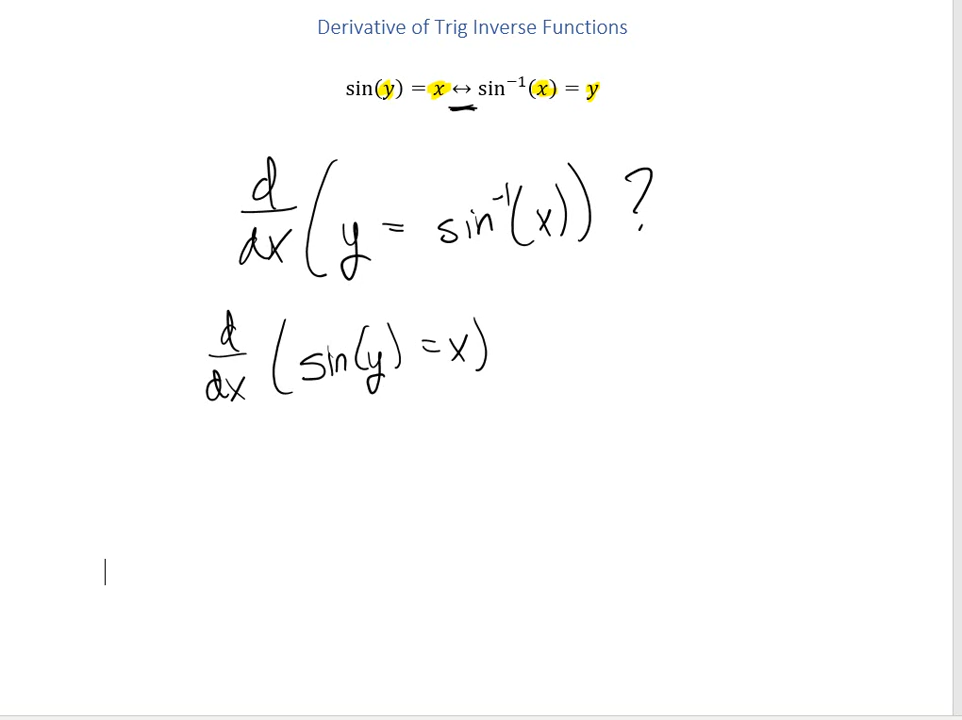 Derivative of Trig Inverse Functions
sin(y) = x ↔ sin⁻¹(x) = y
d/dx (y = sin⁻¹(x)) ?
d/dx (sin(y) = x)